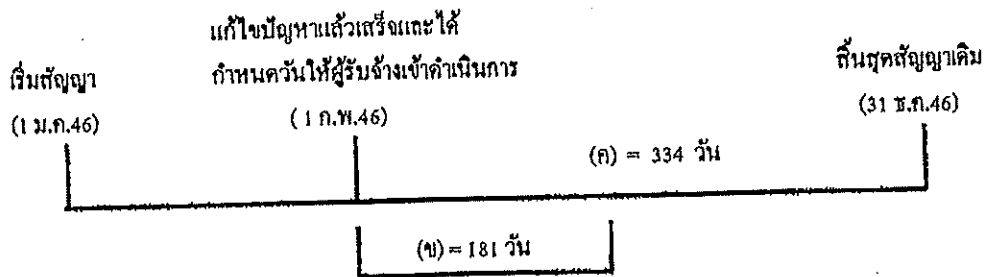 แก้ไขปัญหาแล้วเสร็จและได้
กำหนดวันให้ผู้รับจ้างเข้าดำเนินการ
(1 ก.พ.46)
เริ่มสัญญา
(1 ม.ค.46)
สิ้นสุดสัญญาเดิม
(31 ธ.ค.46)
(ค) = 334 วัน
(ข) = 181 วัน